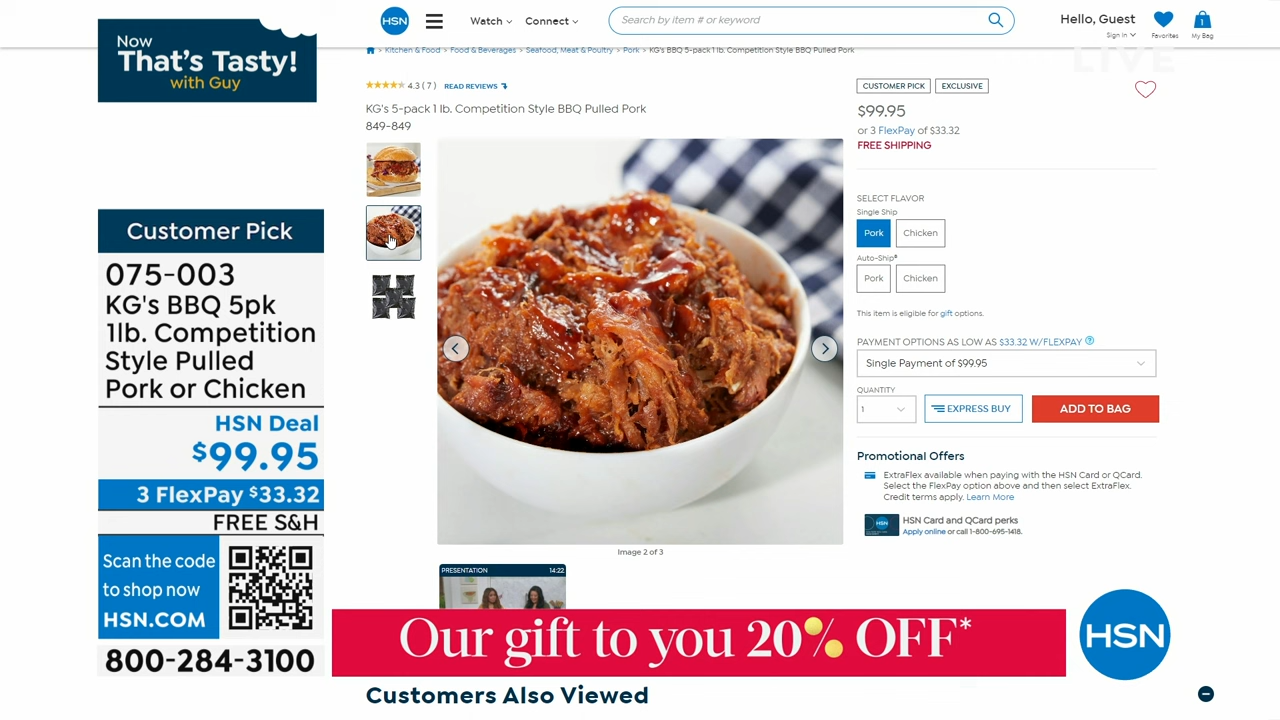 Now
That's Tasty!
with Guy
Customer Pick
075-003
KG's BBQ 5pk
1lb. Competition
Style Pulled
Pork or Chicken
HSN Deal
$99.95
3 FlexPay $33.32
FREE S&H
Scan the code
to shop now
HSN.COM
800-284-3100
HSN
Watch
Connect
Search by item # or keyword
Hello, Guest
Sign In
Favorites
1
My Bag
LIVE
> Kitchen & Food > Food & Beverages > Seafood, Meat & Poultry > Pork > KG's BBQ 5-pack 1 lb. Competition Style BBQ Pulled Pork
4.3 ( 7 ) READ REVIEWS
KG's 5-pack 1 lb. Competition Style BBQ Pulled Pork
849-849
Image 2 of 3
PRESENTATION 14:22
CUSTOMER PICK
EXCLUSIVE
$99.95
or 3 FlexPay of $33.32
FREE SHIPPING
SELECT FLAVOR
Single Ship
Pork
Chicken
Auto-Ship®
Pork
Chicken
This item is eligible for gift options.
PAYMENT OPTIONS AS LOW AS $33.32 W/FLEXPAY ?
Single Payment of $99.95
QUANTITY
1
EXPRESS BUY
ADD TO BAG
Promotional Offers
ExtraFlex available when paying with the HSN Card or QCard.
Select the FlexPay option above and then select ExtraFlex.
Credit terms apply. Learn More
HSN
HSN Card and QCard perks
Apply online or call 1-800-695-1418.
Our gift to you 20% OFF*
HSN
Customers Also Viewed